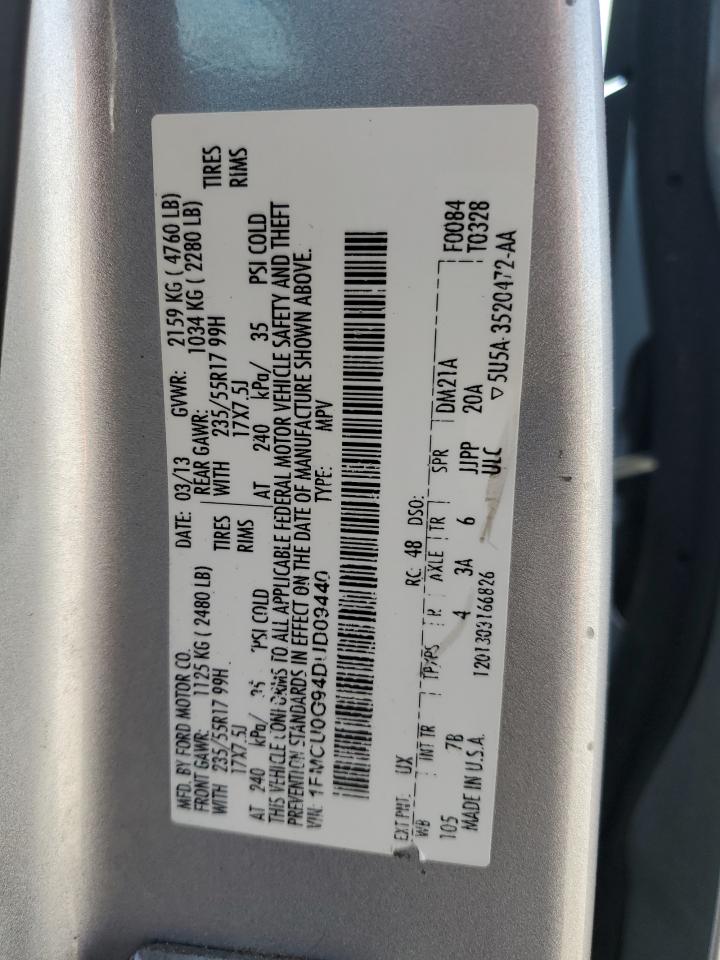 MFD. BY FORD MOTOR CO.
DATE: 03/13 GVWR: 2159 KG ( 4760 LB)
FRONT GAWR: 1125 KG ( 2480 LB) REAR GAWR: 1034 KG ( 2280 LB)
WITH 235/55R17 99H TIRES WITH 235/55R17 99H TIRES
17X7.5J RIMS 17X7.5J RIMS
AT 240 kPa/ 35 PSI COLD AT 240 kPa/ 35 PSI COLD
THIS VEHICLE CONFORMS TO ALL APPLICABLE FEDERAL MOTOR VEHICLE SAFETY AND THEFT
PREVENTION STANDARDS IN EFFECT ON THE DATE OF MANUFACTURE SHOWN ABOVE.
VIN: 1FMCU0G94DUD09440 TYPE: MPV
EXT PNT: UX RC: 48 DSO: F0084
WB INT TR TP/PS R AXLE TR SPR DM21A T0328
105 7B 4 3A 6 JJPP 20A
MADE IN U.S.A. 1201303166826 ULC ▽ 5U5A-3520472-AA